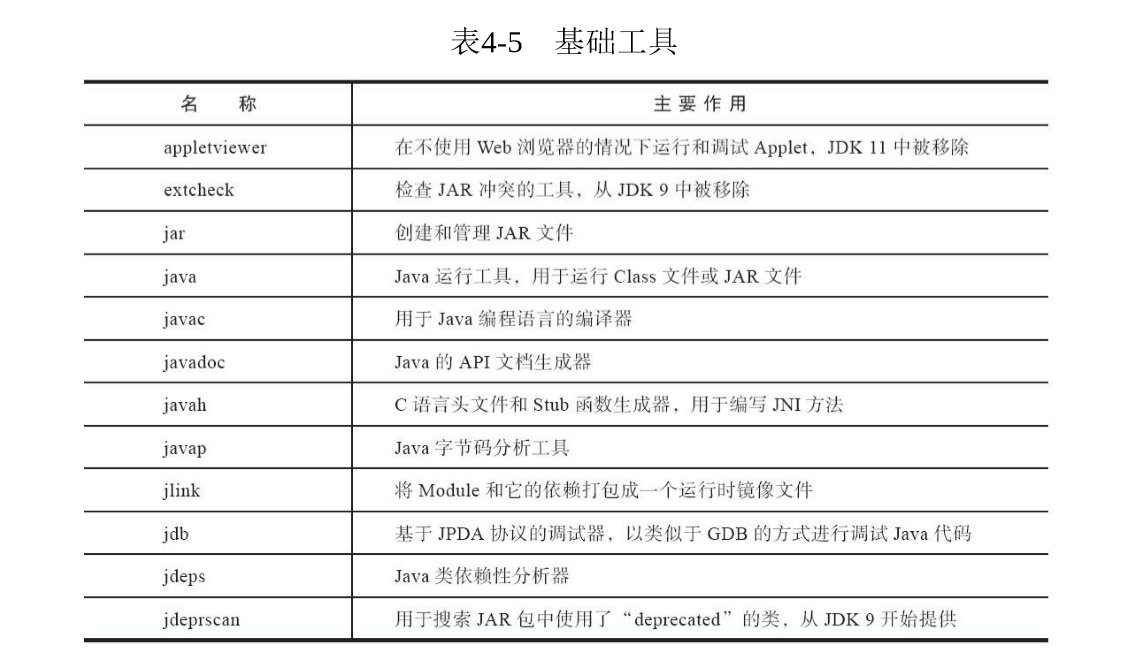 表4-5 基础工具
名 称 主要作用
appletviewer 在不使用 Web 浏览器的情况下运行和调试 Applet，JDK 11 中被移除
extcheck 检查 JAR 冲突的工具，从 JDK 9 中被移除
jar 创建和管理 JAR 文件
java Java 运行工具，用于运行 Class 文件或 JAR 文件
javac 用于 Java 编程语言的编译器
javadoc Java 的 API 文档生成器
javah C 语言头文件和 Stub 函数生成器，用于编写 JNI 方法
javap Java 字节码分析工具
jlink 将 Module 和它的依赖打包成一个运行时镜像文件
jdb 基于 JPDA 协议的调试器，以类似于 GDB 的方式进行调试 Java 代码
jdeps Java 类依赖性分析器
jdeprscan 用于搜索 JAR 包中使用了“deprecated”的类，从 JDK 9 开始提供